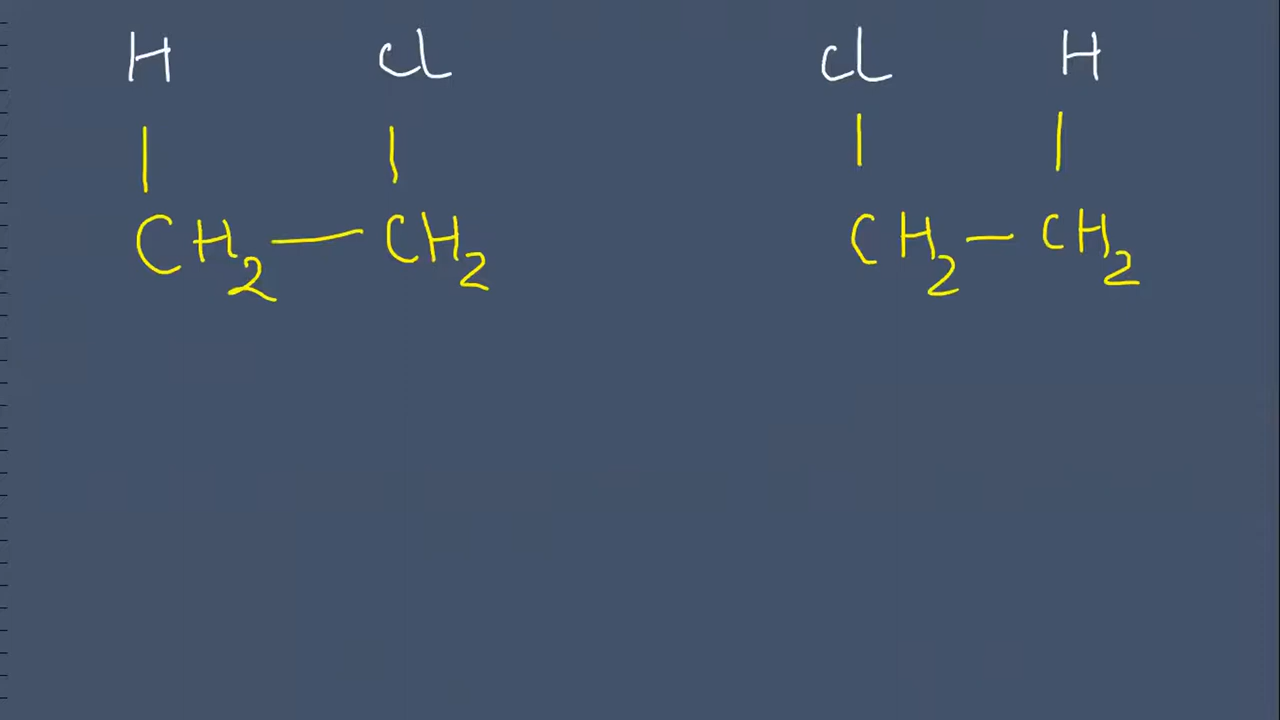 H Cl Cl H
| | | |
CH₂—CH₂ CH₂—CH₂